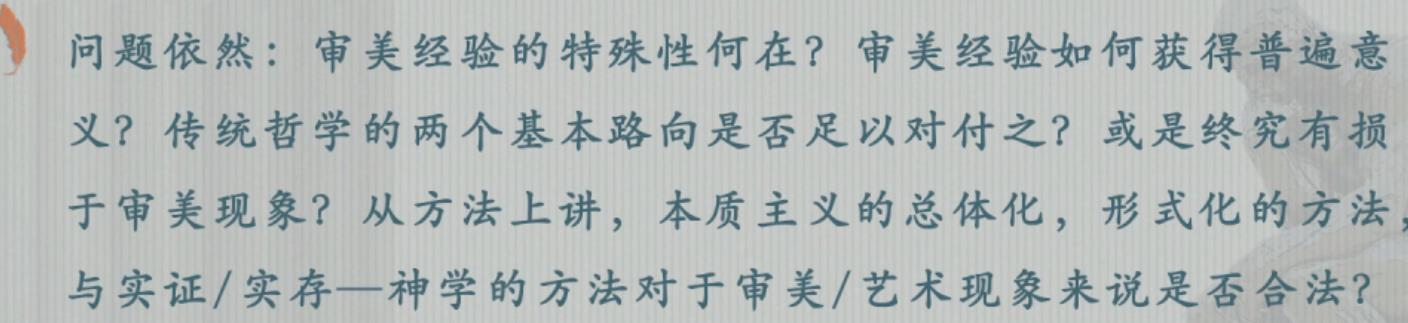 问题依然：审美经验的特殊性何在？审美经验如何获得普遍意
义？传统哲学的两个基本路向是否足以对付之？或是终究有损
于审美现象？从方法上讲，本质主义的总体化，形式化的方法，
与实证/实存—神学的方法对于审美/艺术现象来说是否合法？